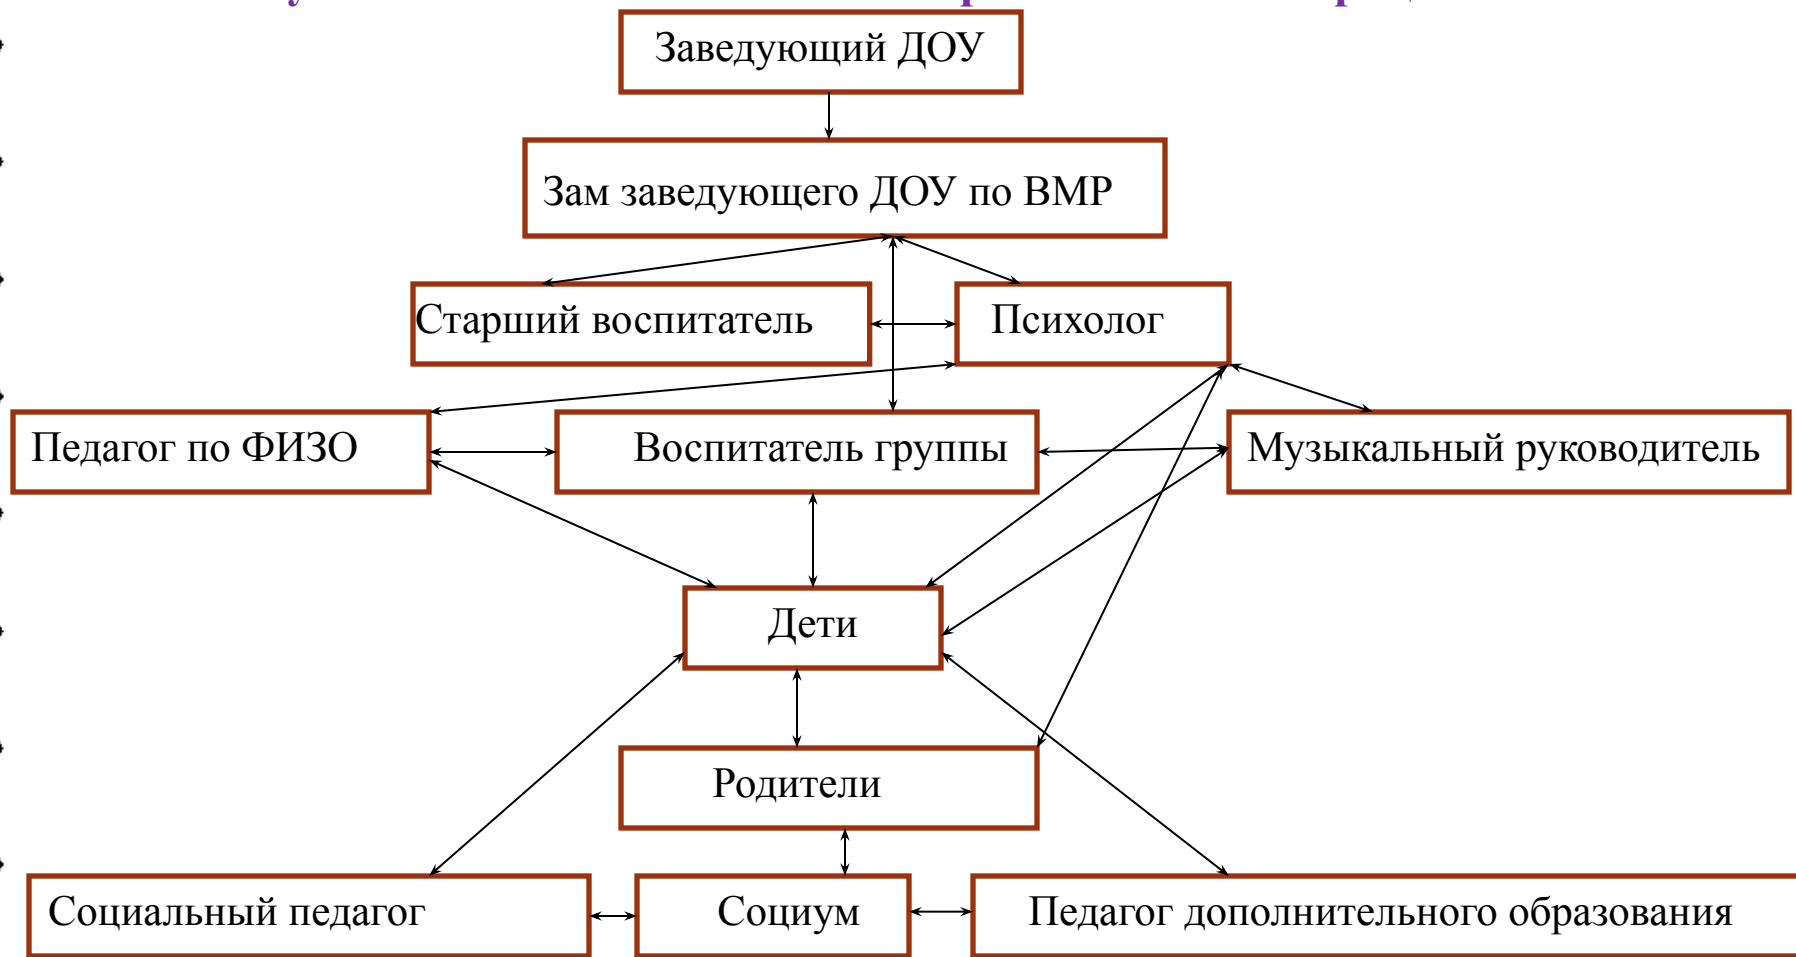 Заведующий ДОУ
Зам заведующего ДОУ по ВМР
Старший воспитатель
Психолог
Педагог по ФИЗО
Воспитатель группы
Музыкальный руководитель
Дети
Родители
Социальный педагог
Социум
Педагог дополнительного образования